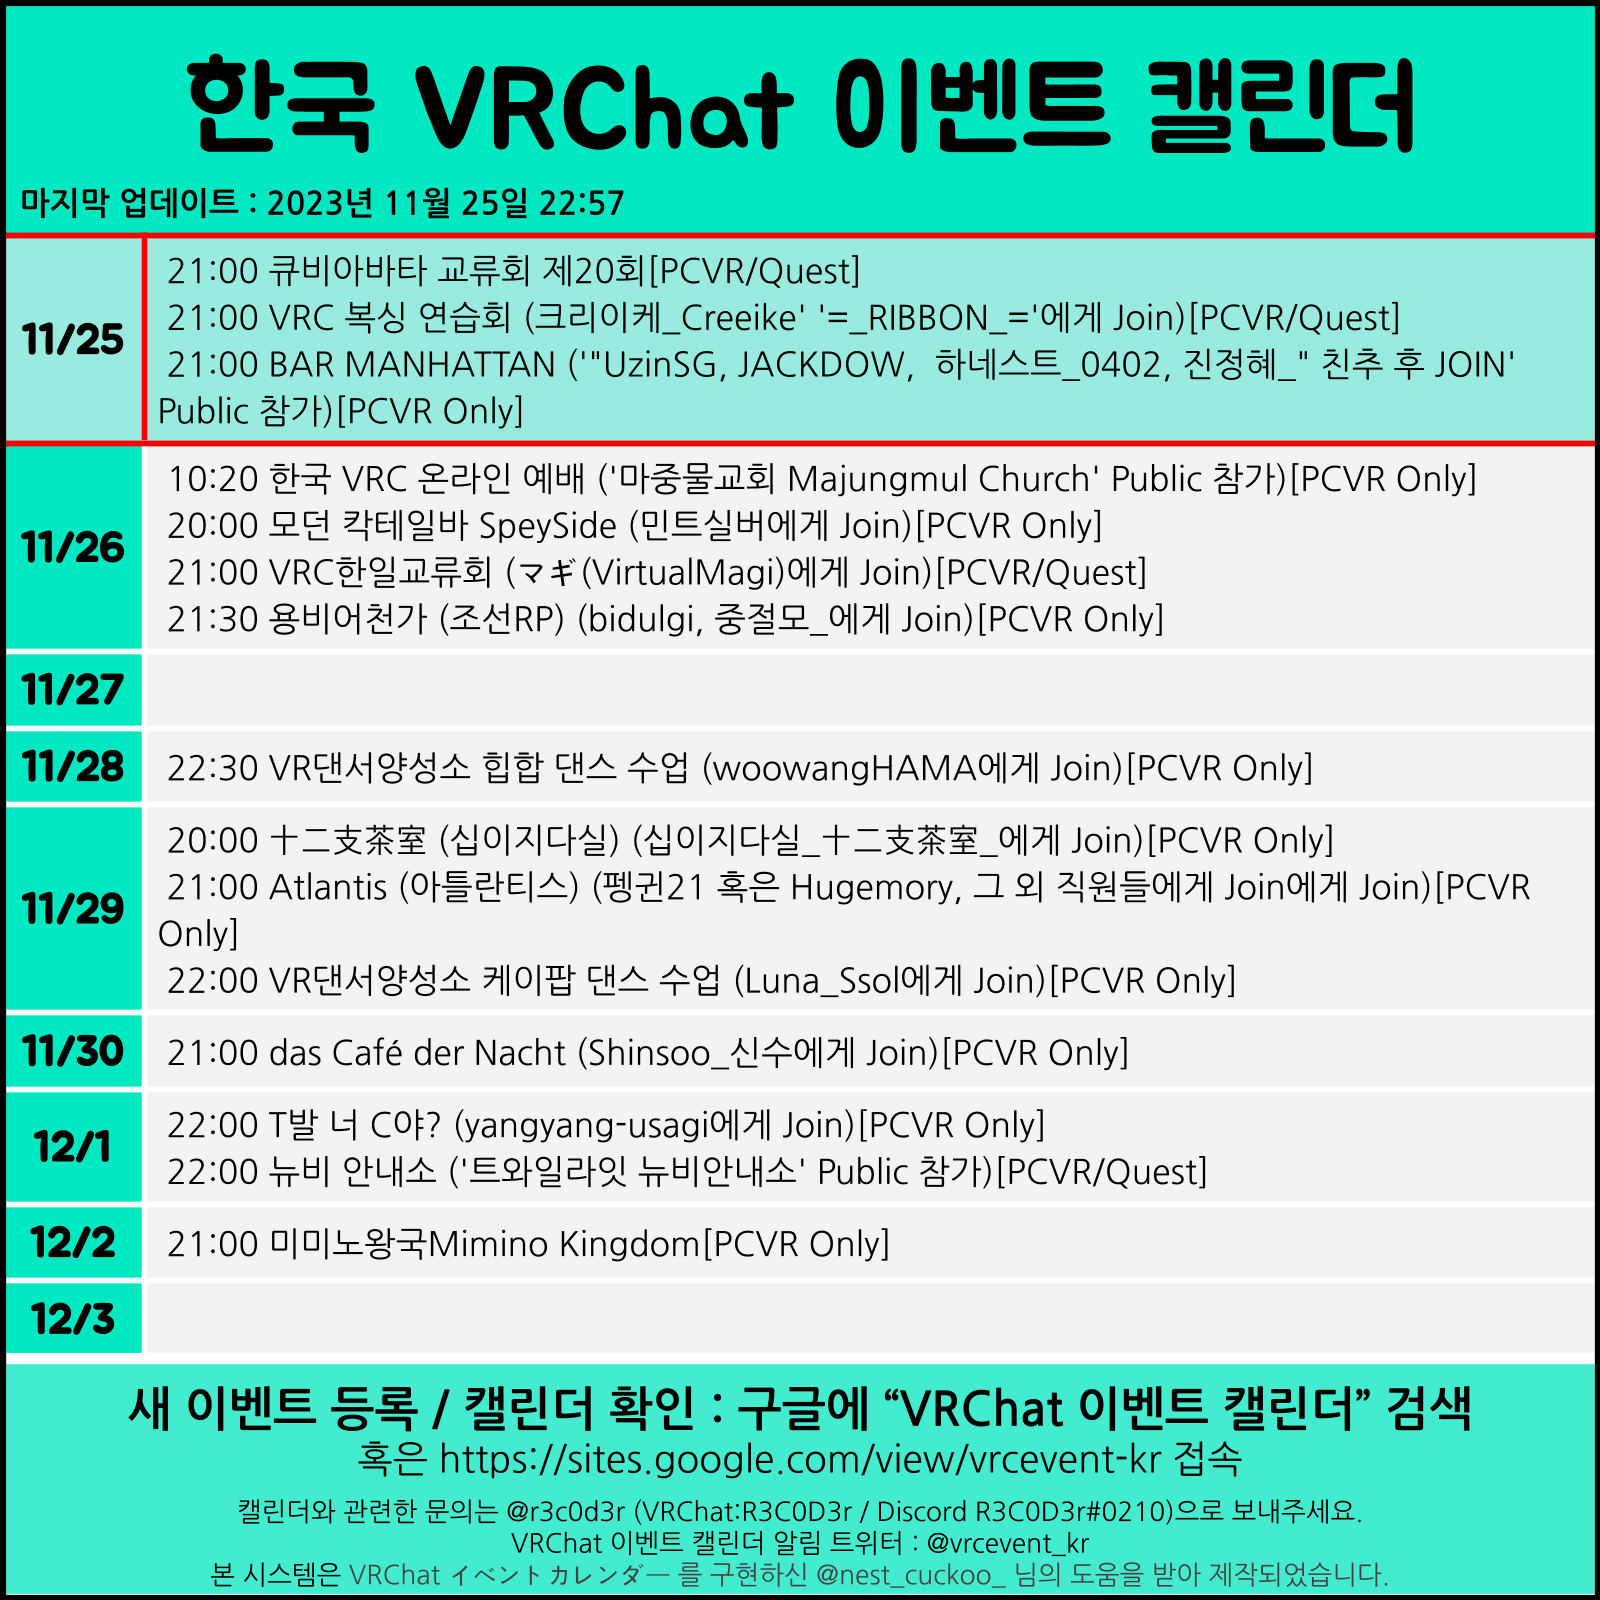 한국 VRChat 이벤트 캘린더
마지막 업데이트 : 2023년 11월 25일 22:57
11/25
21:00 큐비아바타 교류회 제20회[PCVR/Quest]
21:00 VRC 복싱 연습회 (크리이케_Creeike' '=_RIBBON_='에게 Join)[PCVR/Quest]
21:00 BAR MANHATTAN ('"UzinSG, JACKDOW,  하네스트_0402, 진정혜_" 친추 후 JOIN'
Public 참가)[PCVR Only]
11/26
10:20 한국 VRC 온라인 예배 ('마중물교회 Majungmul Church' Public 참가)[PCVR Only]
20:00 모던 칵테일바 SpeySide (민트실버에게 Join)[PCVR Only]
21:00 VRC한일교류회 (マギ(VirtualMagi)에게 Join)[PCVR/Quest]
21:30 용비어천가 (조선RP) (bidulgi, 중절모_에게 Join)[PCVR Only]
11/27
11/28
22:30 VR댄서양성소 힙합 댄스 수업 (woowangHAMA에게 Join)[PCVR Only]
11/29
20:00 十二支茶室 (십이지다실) (십이지다실_十二支茶室_에게 Join)[PCVR Only]
21:00 Atlantis (아틀란티스) (펭귄21 혹은 Hugemory, 그 외 직원들에게 Join에게 Join)[PCVR
Only]
22:00 VR댄서양성소 케이팝 댄스 수업 (Luna_Ssol에게 Join)[PCVR Only]
11/30
21:00 das Café der Nacht (Shinsoo_신수에게 Join)[PCVR Only]
12/1
22:00 T발 너 C야? (yangyang-usagi에게 Join)[PCVR Only]
22:00 뉴비 안내소 ('트와일라잇 뉴비안내소' Public 참가)[PCVR/Quest]
12/2
21:00 미미노왕국Mimino Kingdom[PCVR Only]
12/3
새 이벤트 등록 / 캘린더 확인 : 구글에 “VRChat 이벤트 캘린더” 검색
혹은 https://sites.google.com/view/vrcevent-kr 접속
캘린더와 관련한 문의는 @r3c0d3r (VRChat:R3C0D3r / Discord R3C0D3r#0210)으로 보내주세요.
VRChat 이벤트 캘린더 알림 트위터 : @vrcevent_kr
본 시스템은 VRChat イベントカレンダー 를 구현하신 @nest_cuckoo_ 님의 도움을 받아 제작되었습니다.